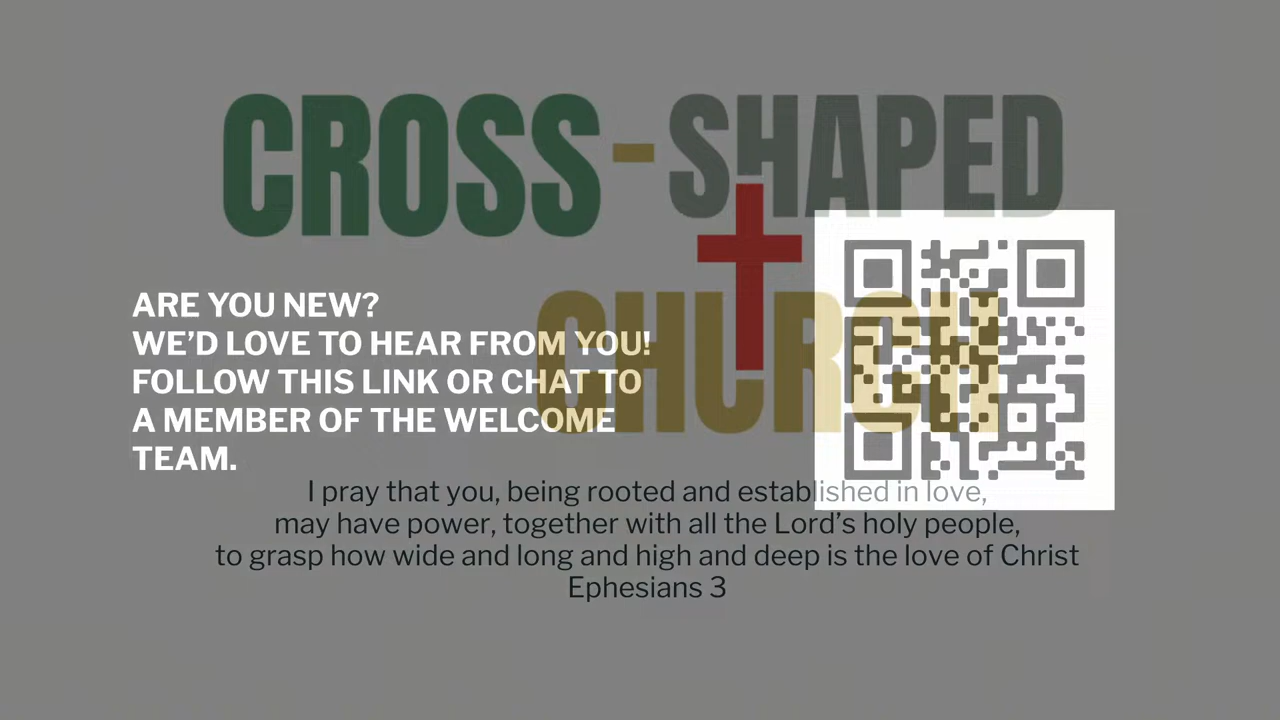 CROSS-SHAPED
CHURCH
ARE YOU NEW?
WE’D LOVE TO HEAR FROM YOU!
FOLLOW THIS LINK OR CHAT TO
A MEMBER OF THE WELCOME
TEAM.
I pray that you, being rooted and established in love,
may have power, together with all the Lord’s holy people,
to grasp how wide and long and high and deep is the love of Christ
Ephesians 3